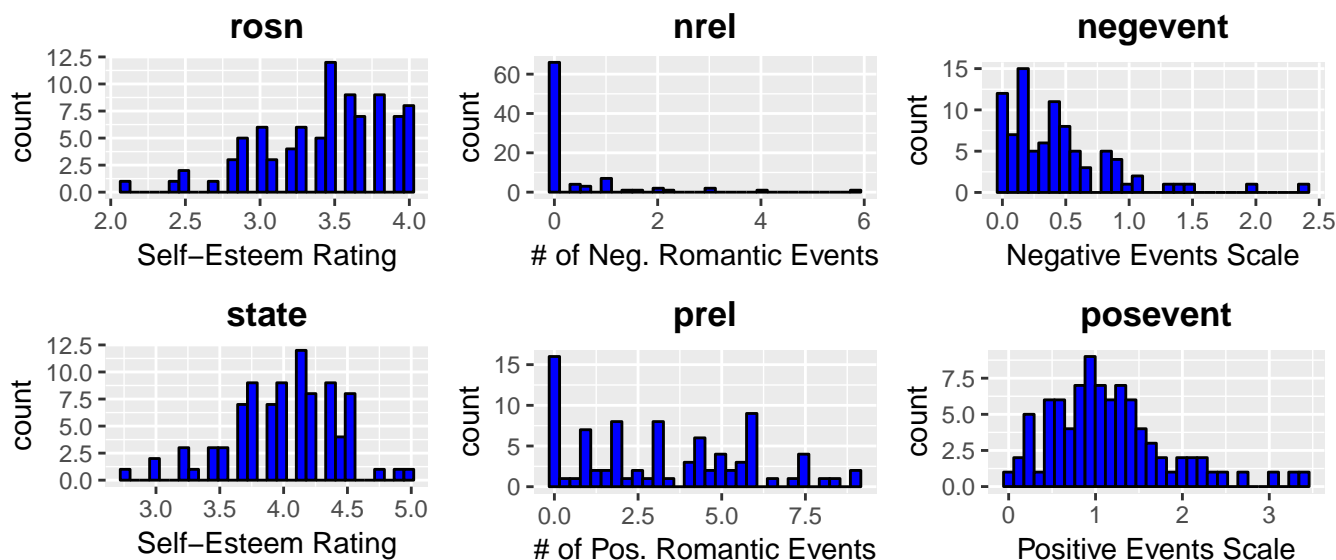 rosn
12.5
10.0
7.5
5.0
2.5
0.0
count
2.0 2.5 3.0 3.5 4.0
Self−Esteem Rating
nrel
60
40
20
0
count
0 2 4 6
# of Neg. Romantic Events
negevent
15
10
5
0
count
0.0 0.5 1.0 1.5 2.0 2.5
Negative Events Scale
state
12.5
10.0
7.5
5.0
2.5
0.0
count
3.0 3.5 4.0 4.5 5.0
Self−Esteem Rating
prel
15
10
5
0
count
0.0 2.5 5.0 7.5
# of Pos. Romantic Events
posevent
7.5
5.0
2.5
0.0
count
0 1 2 3
Positive Events Scale